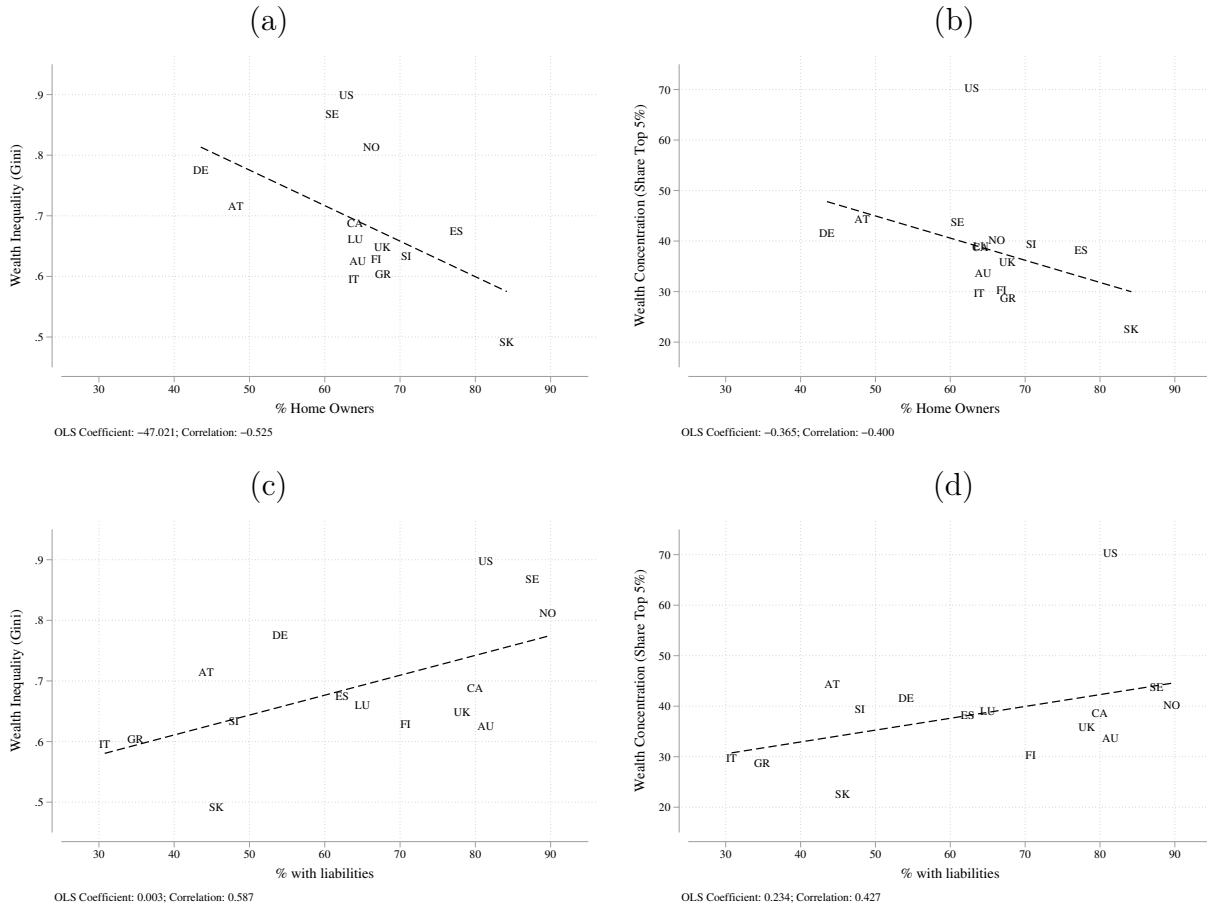 (a)
Wealth Inequality (Gini)
.9
.8
.7
.6
.5
US
SE
NO
DE
AT
CA
LU
UK
ES
AU
FI
SI
GR
IT
SK
30 40 50 60 70 80 90
% Home Owners
OLS Coefficient: −47.021; Correlation: −0.525
(b)
Wealth Concentration (Share Top 5%)
70
60
50
40
30
20
US
AT
SE
DE
NO
SI
CA
ES
UK
AU
IT
FI
GR
SK
30 40 50 60 70 80 90
% Home Owners
OLS Coefficient: −0.365; Correlation: −0.400
(c)
Wealth Inequality (Gini)
.9
.8
.7
.6
.5
US
SE
NO
DE
AT
CA
ES
LU
UK
SI
FI
AU
GR
IT
SK
30 40 50 60 70 80 90
% with liabilities
OLS Coefficient: 0.003; Correlation: 0.587
(d)
Wealth Concentration (Share Top 5%)
70
60
50
40
30
20
US
AT
SE
DE
NO
SI
LU
ES
CA
UK
AU
FI
IT
GR
SK
30 40 50 60 70 80 90
% with liabilities
OLS Coefficient: 0.234; Correlation: 0.427